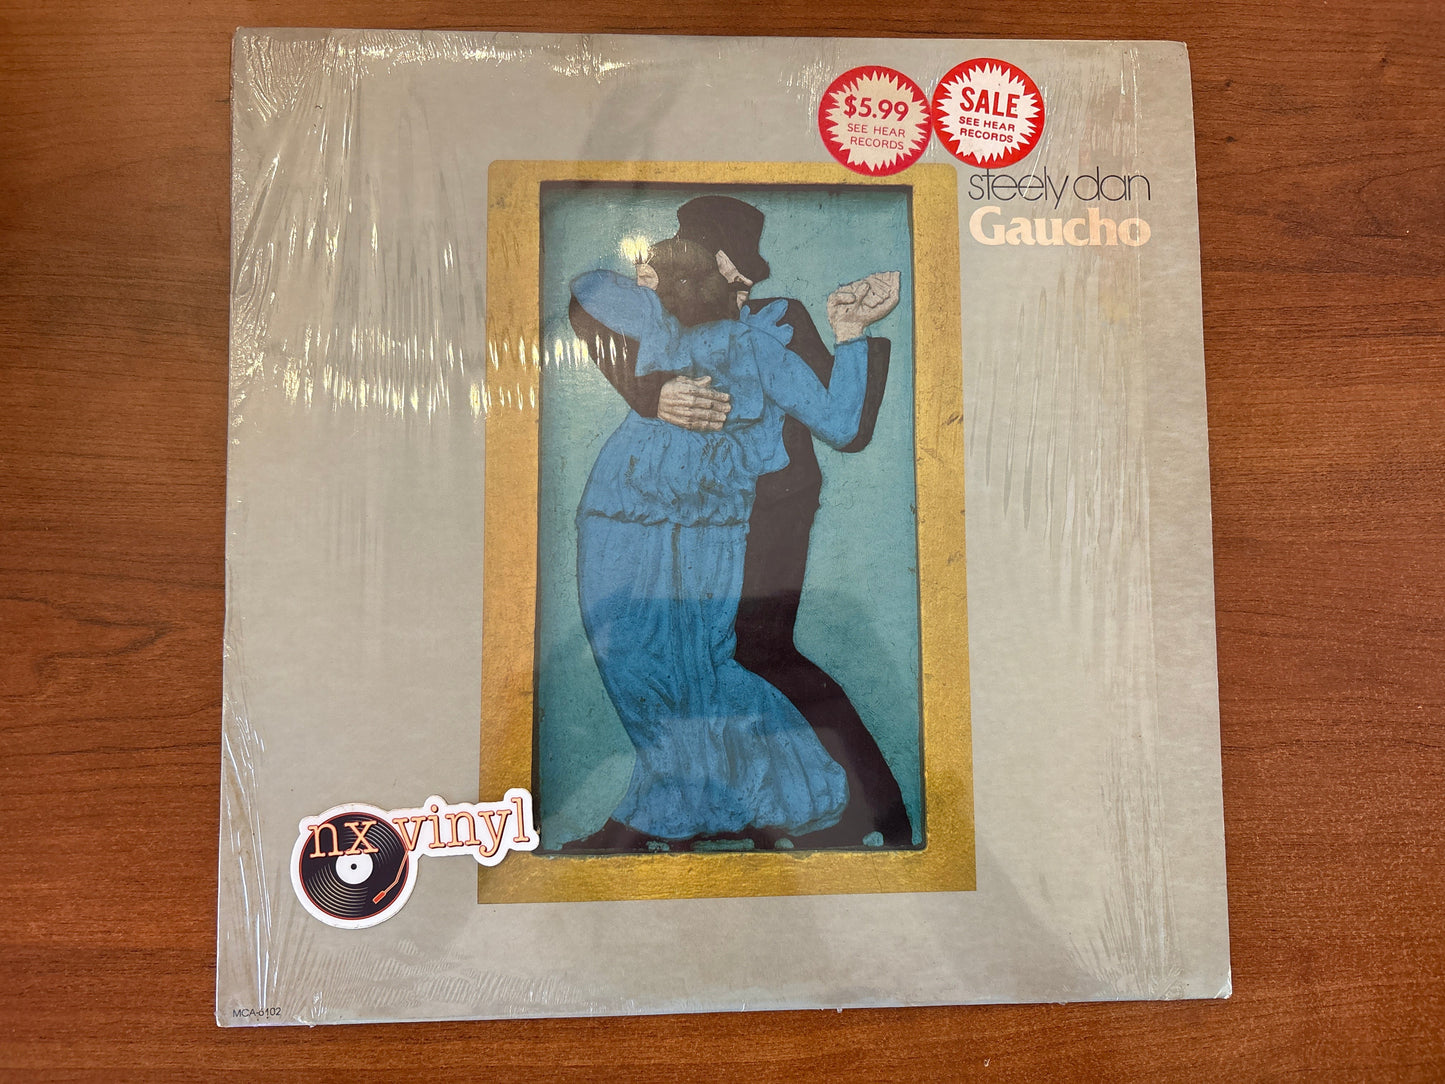 $5.99
SEE HEAR
RECORDS
SALE
SEE HEAR
RECORDS
steely dan
Gaucho
nx vinyl
MCA-6102